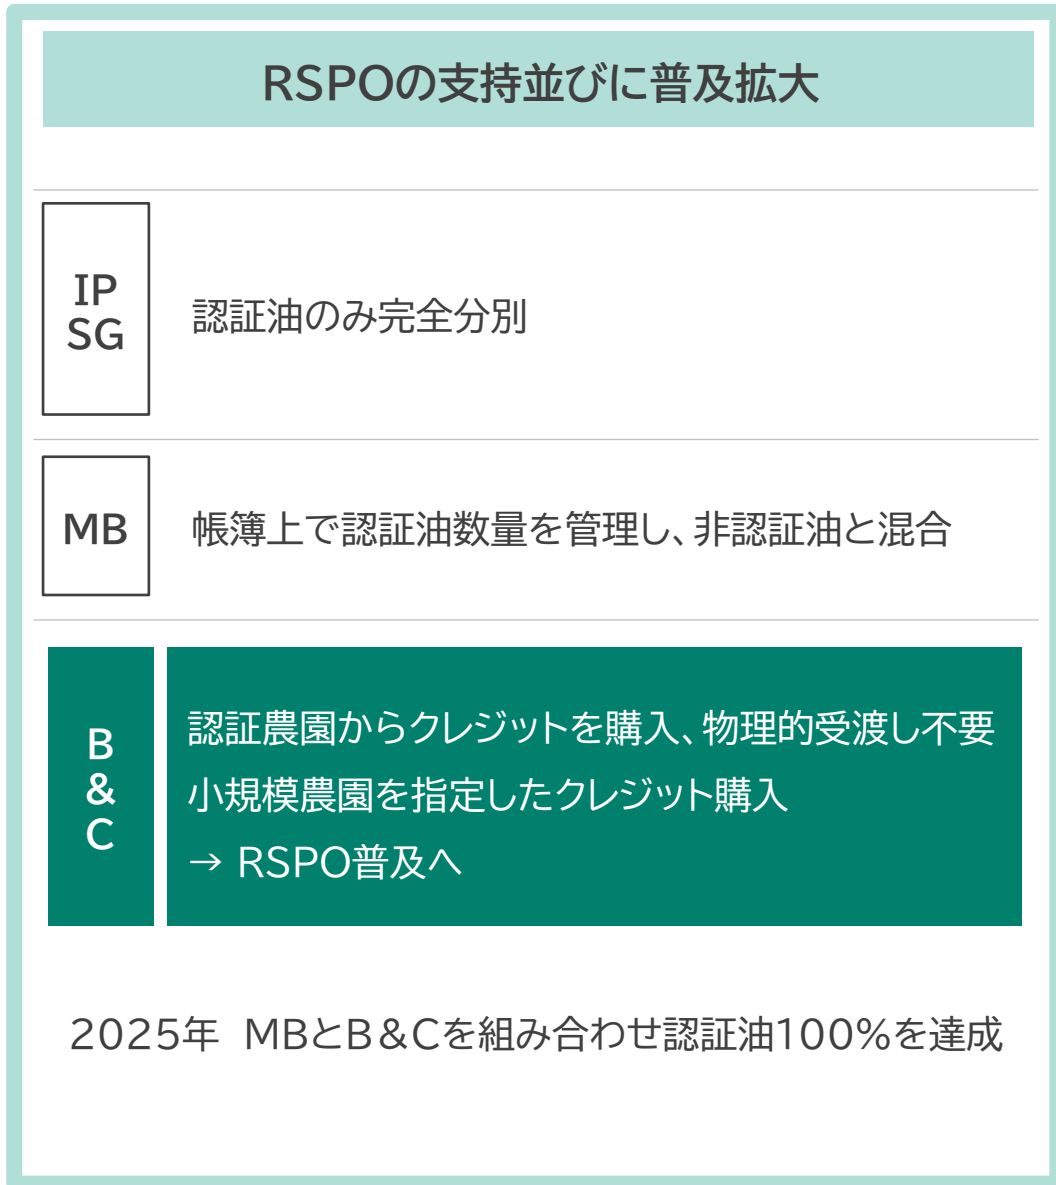 RSPOの支持並びに普及拡大
IP
SG
認証油のみ完全分別
MB
帳簿上で認証油数量を管理し、非認証油と混合
B
&
C
認証農園からクレジットを購入、物理的受渡し不要
小規模農園を指定したクレジット購入
→ RSPO普及へ
2025年 MBとB&Cを組み合わせ認証油100%を達成